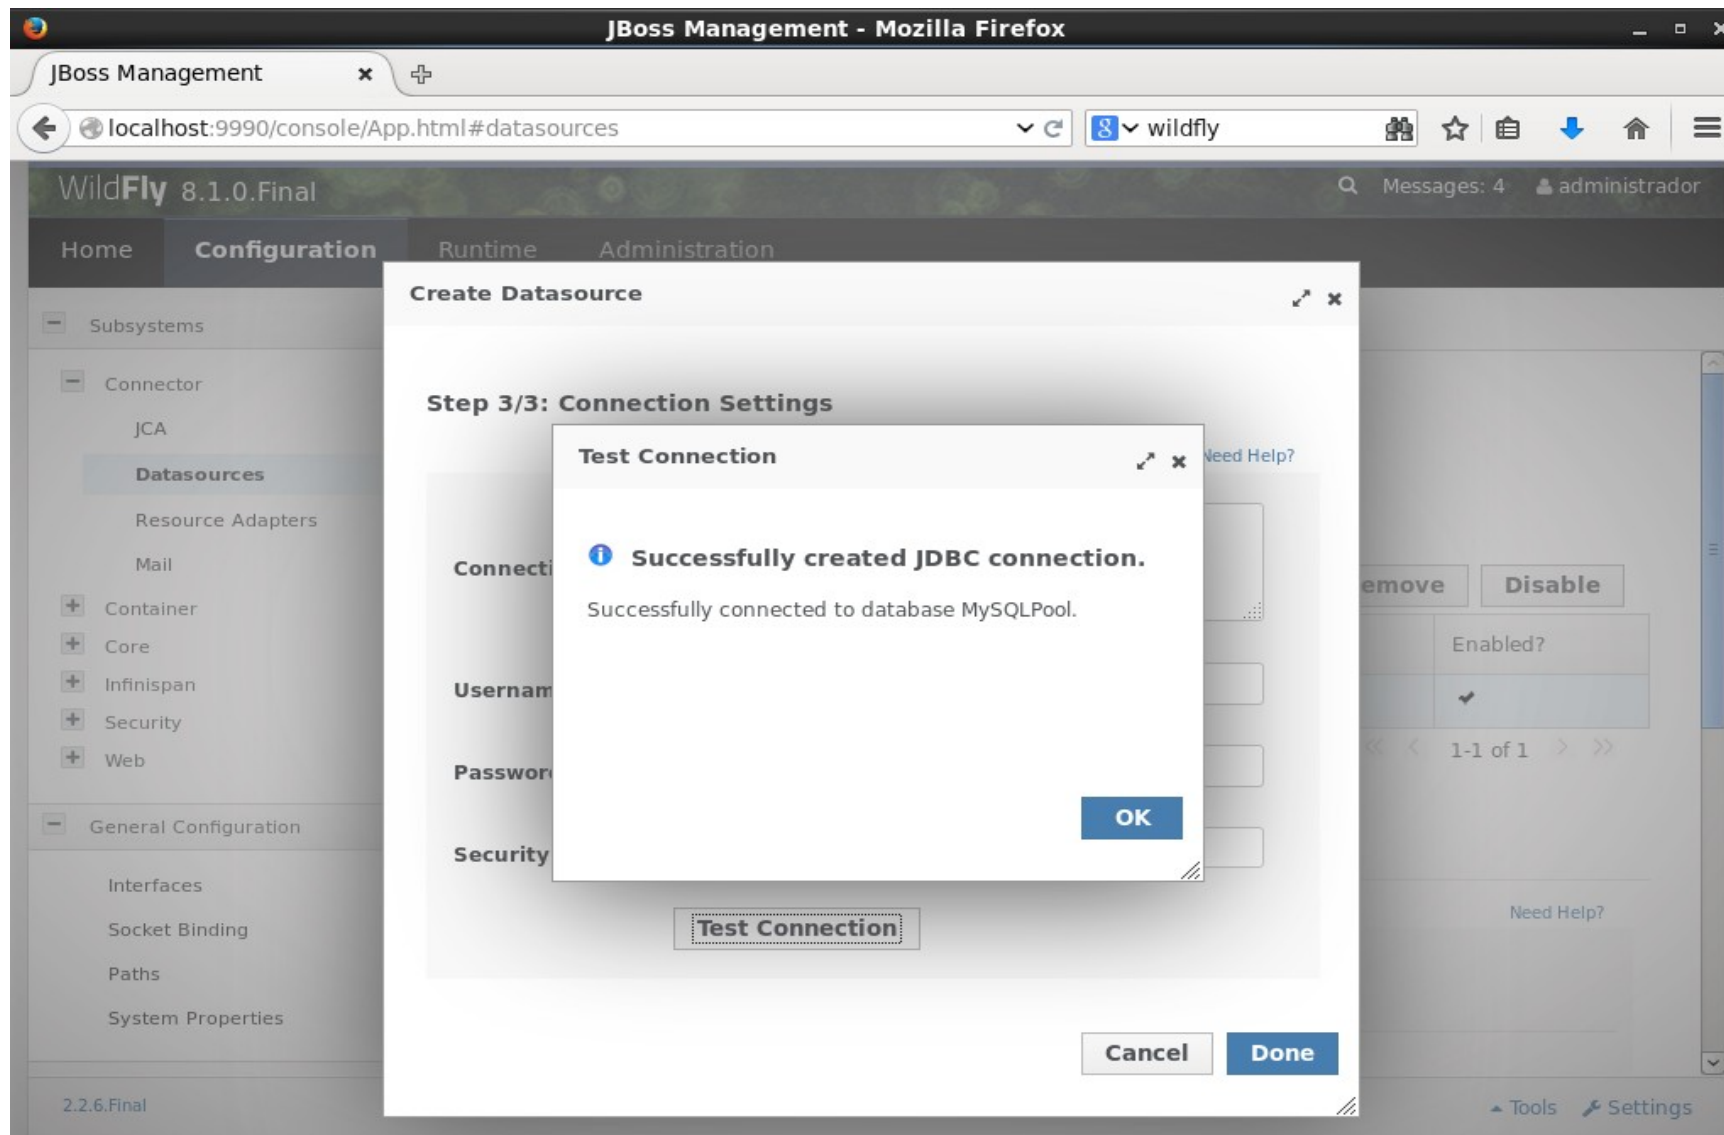 JBoss Management - Mozilla Firefox
JBoss Management
localhost:9990/console/App.html#datasources
8 wildfly
WildFly 8.1.0.Final
Messages: 4 administrador
Home Configuration Runtime Administration
Create Datasource
Subsystems
Connector
JCA
Datasources
Resource Adapters
Mail
Container
Core
Infinispan
Security
Web
General Configuration
Interfaces
Socket Binding
Paths
System Properties
Step 3/3: Connection Settings
Need Help?
Connecti
Usernam
Passwor
Security
Test Connection
Successfully created JDBC connection.
Successfully connected to database MySQLPool.
OK
Test Connection
Cancel Done
emove Disable
Enabled?
1-1 of 1
Need Help?
2.2.6.Final
Tools Settings